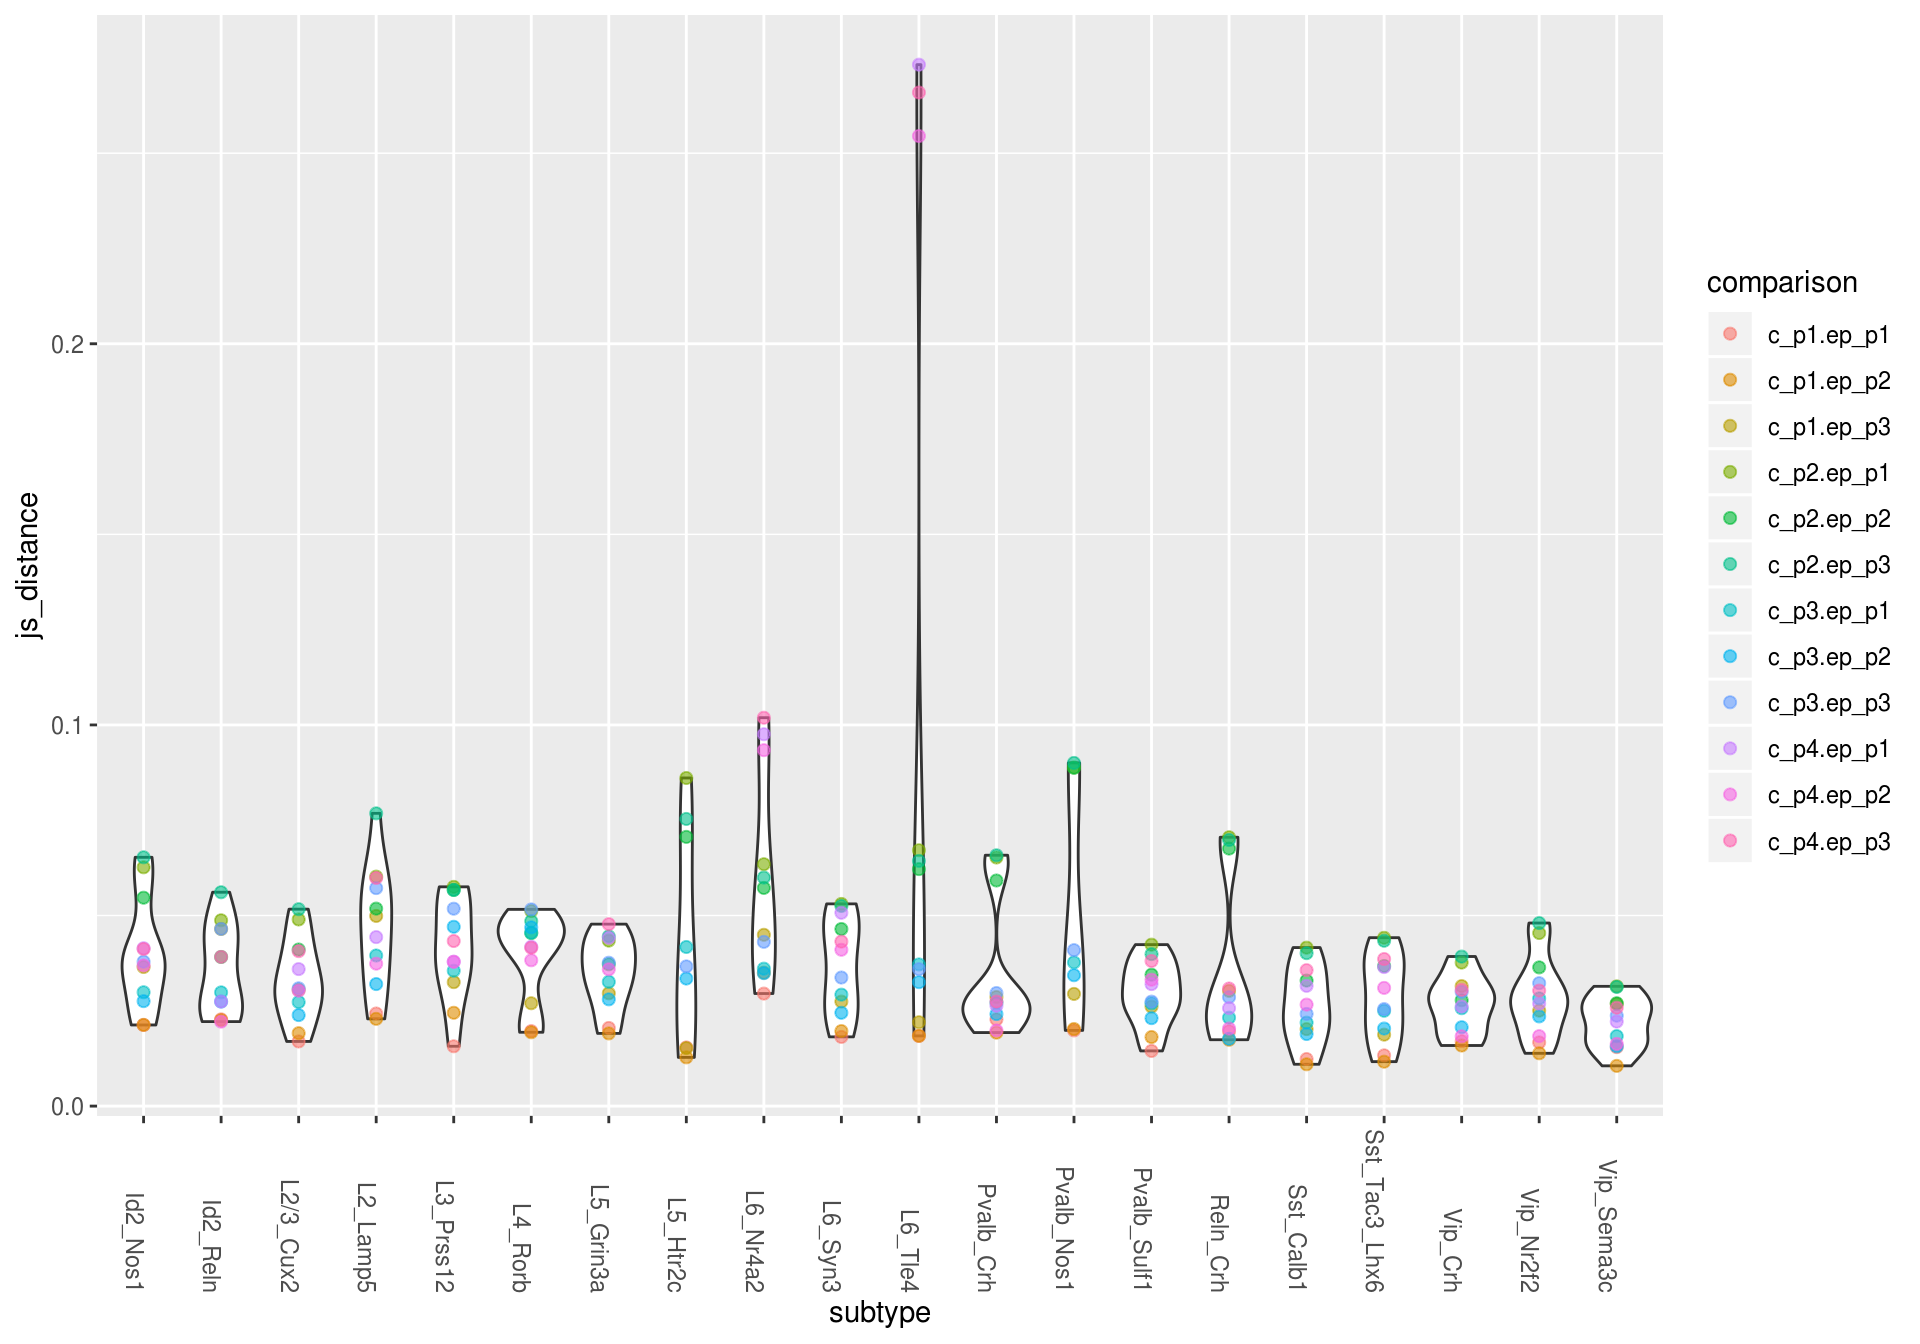 js_distance
0.2
0.1
0.0
Id2_Nos1
Id2_Reln
L2/3_Cux2
L2_Lamp5
L3_Prss12
L4_Rorb
L5_Grin3a
L5_Htr2c
L6_Nr4a2
L6_Syn3
L6_Tle4
Pvalb_Crh
Pvalb_Nos1
Pvalb_Sulf1
Reln_Crh
Sst_Calb1
Sst_Tac3_Lhx6
Vip_Crh
Vip_Nr2f2
Vip_Sema3c
subtype
comparison
c_p1.ep_p1
c_p1.ep_p2
c_p1.ep_p3
c_p2.ep_p1
c_p2.ep_p2
c_p2.ep_p3
c_p3.ep_p1
c_p3.ep_p2
c_p3.ep_p3
c_p4.ep_p1
c_p4.ep_p2
c_p4.ep_p3